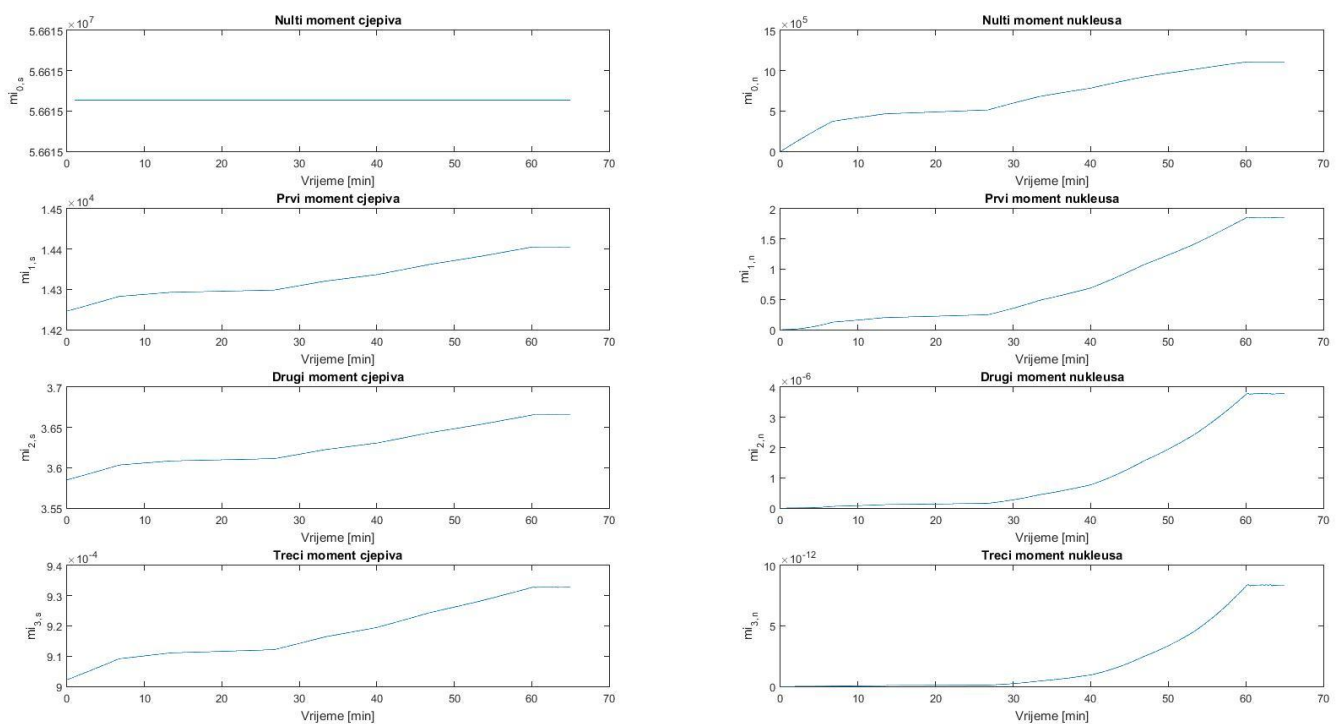 Nulti moment cjepiva
×10^7
5.6615
5.6615
5.6615
5.6615
mi_0,s
0 10 20 30 40 50 60 70
Vrijeme [min]
Prvi moment cjepiva
×10^4
1.45
1.44
1.43
1.42
mi_1,s
0 10 20 30 40 50 60 70
Vrijeme [min]
Drugi moment cjepiva
3.7
3.65
3.6
3.55
mi_2,s
0 10 20 30 40 50 60 70
Vrijeme [min]
Treci moment cjepiva
×10^-4
9.4
9.3
9.2
9.1
9
mi_3,s
0 10 20 30 40 50 60 70
Vrijeme [min]
Nulti moment nukleusa
×10^5
15
10
5
0
mi_0,n
0 10 20 30 40 50 60 70
Vrijeme [min]
Prvi moment nukleusa
2
1.5
1
0.5
0
mi_1,n
0 10 20 30 40 50 60 70
Vrijeme [min]
Drugi moment nukleusa
×10^-6
4
3
2
1
0
mi_2,n
0 10 20 30 40 50 60 70
Vrijeme [min]
Treci moment nukleusa
×10^-12
10
5
0
mi_3,n
0 10 20 30 40 50 60 70
Vrijeme [min]